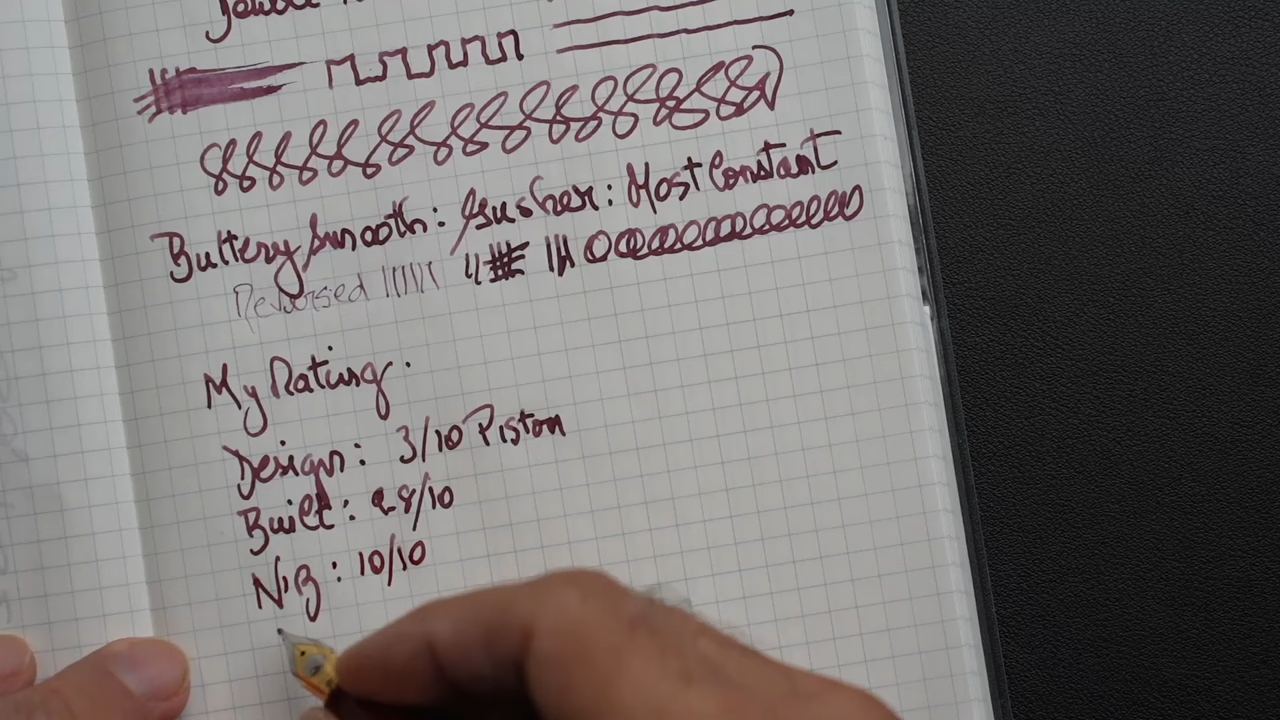 Buttery Smooth: Gusher: Most Constant
Reversed
My Rating.
Design: 3/10 Piston
Built: 9.8/10
NiB: 10/10